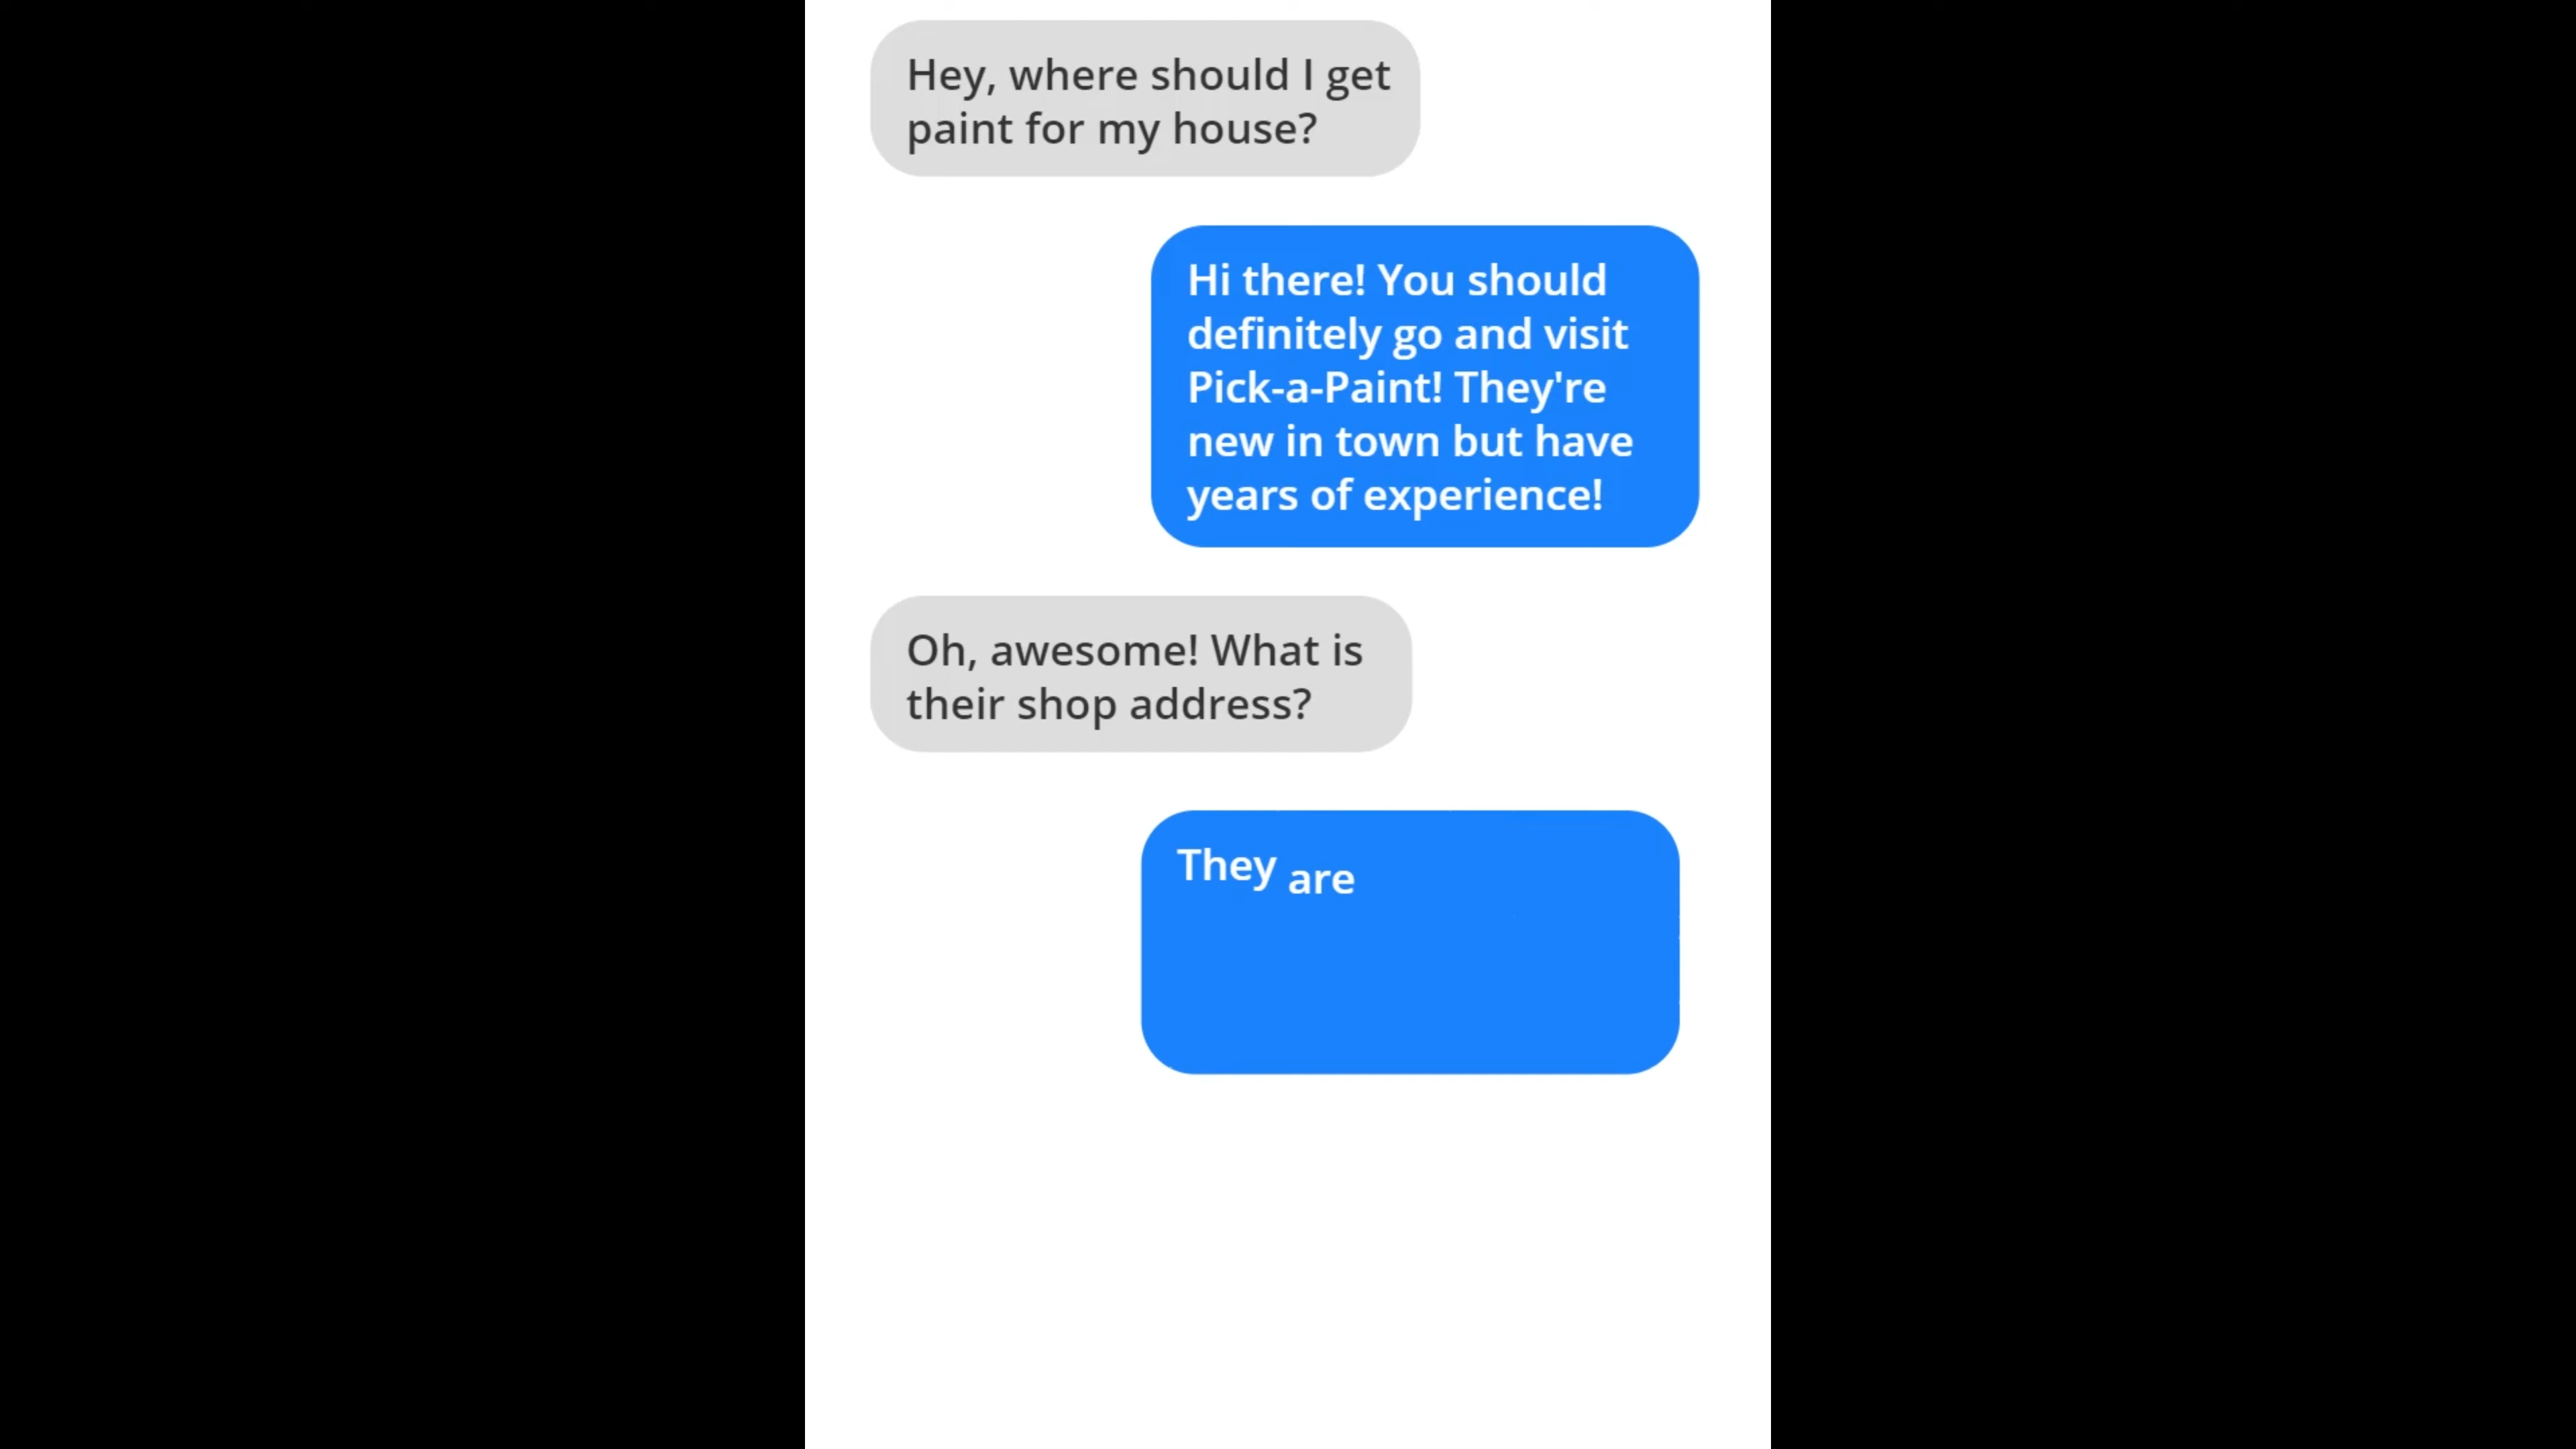 Hey, where should I get
paint for my house?
Hi there! You should
definitely go and visit
Pick-a-Paint! They're
new in town but have
years of experience!
Oh, awesome! What is
their shop address?
They are